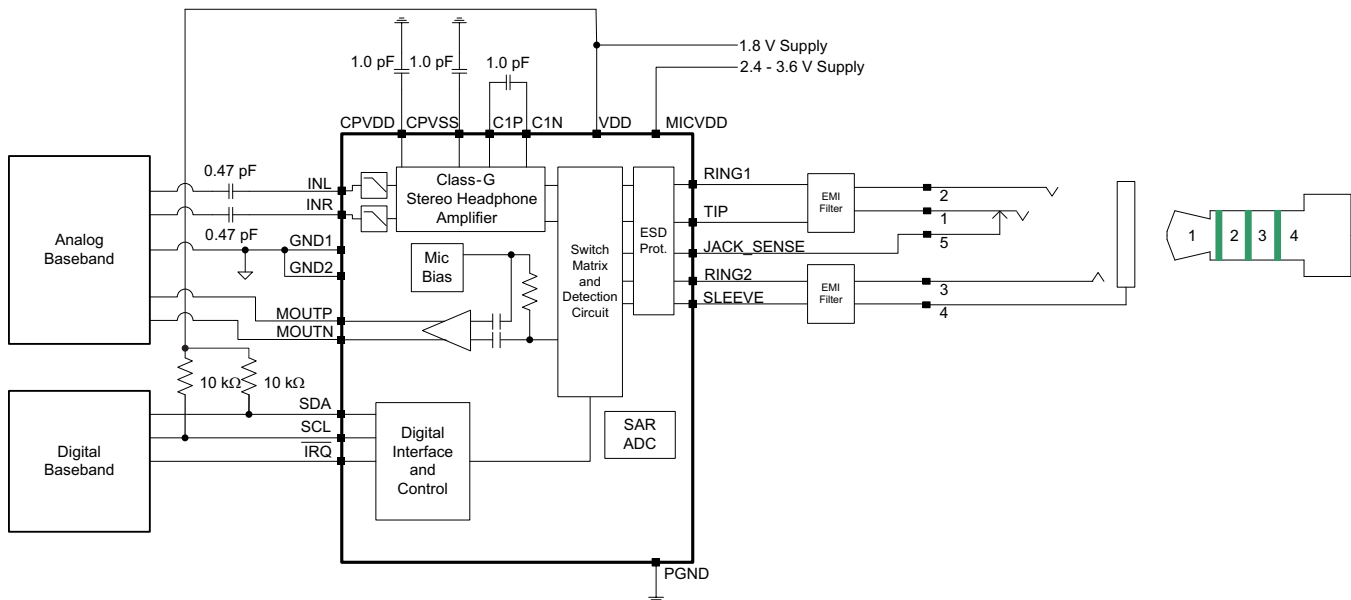 1.8 V Supply
2.4 - 3.6 V Supply
1.0 pF
1.0 pF
1.0 pF
CPVDD
CPVSS
C1P
C1N
VDD
MICVDD
Analog
Baseband
0.47 pF
0.47 pF
INL
INR
GND1
GND2
MOUTP
MOUTN
Class-G
Stereo Headphone
Amplifier
Mic
Bias
Switch
Matrix
and
Detection
Circuit
ESD
Prot.
RING1
TIP
JACK_SENSE
RING2
SLEEVE
EMI
Filter
EMI
Filter
2
1
5
3
4
1
2
3
4
10 kΩ
10 kΩ
Digital
Baseband
SDA
SCL
IRQ
Digital
Interface
and
Control
SAR
ADC
PGND